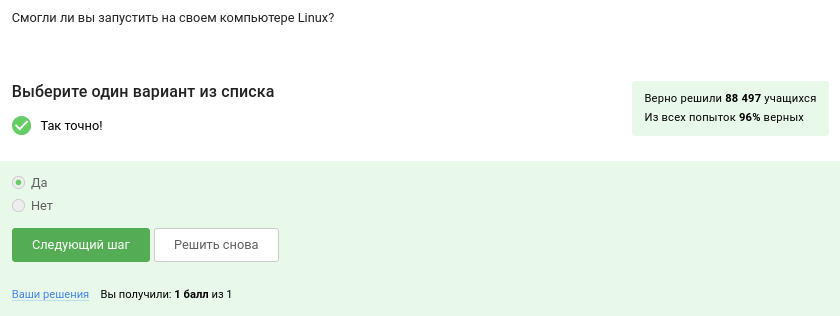 Смогли ли вы запустить на своем компьютере Linux?
Выберите один вариант из списка
Так точно!
Верно решили 88 497 учащихся
Из всех попыток 96% верных
Да
Нет
Следующий шаг
Решить снова
Ваши решения Вы получили: 1 балл из 1